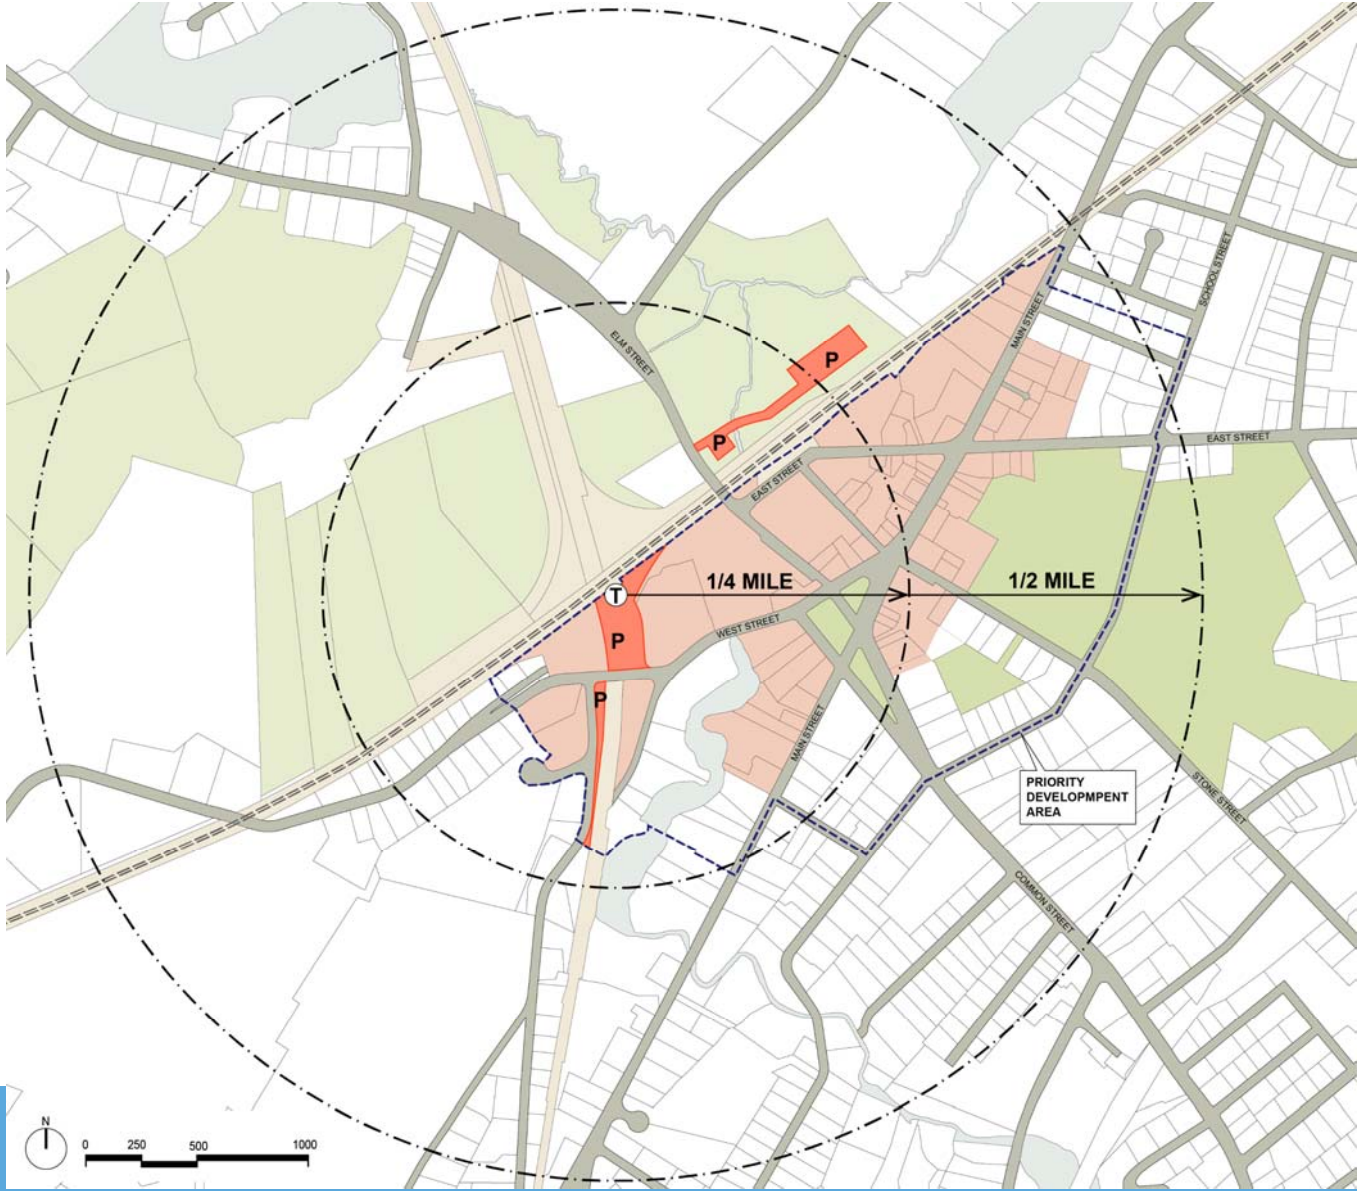 MAIN STREET
SCHOOL STREET
ELM STREET
P
P
EAST STREET
EAST STREET
1/4 MILE
1/2 MILE
T
P
WEST STREET
P
MAIN STREET
PRIORITY
DEVELOPMPENT
AREA
STONE STREET
COMMON STREET
N
0 250 500 1000